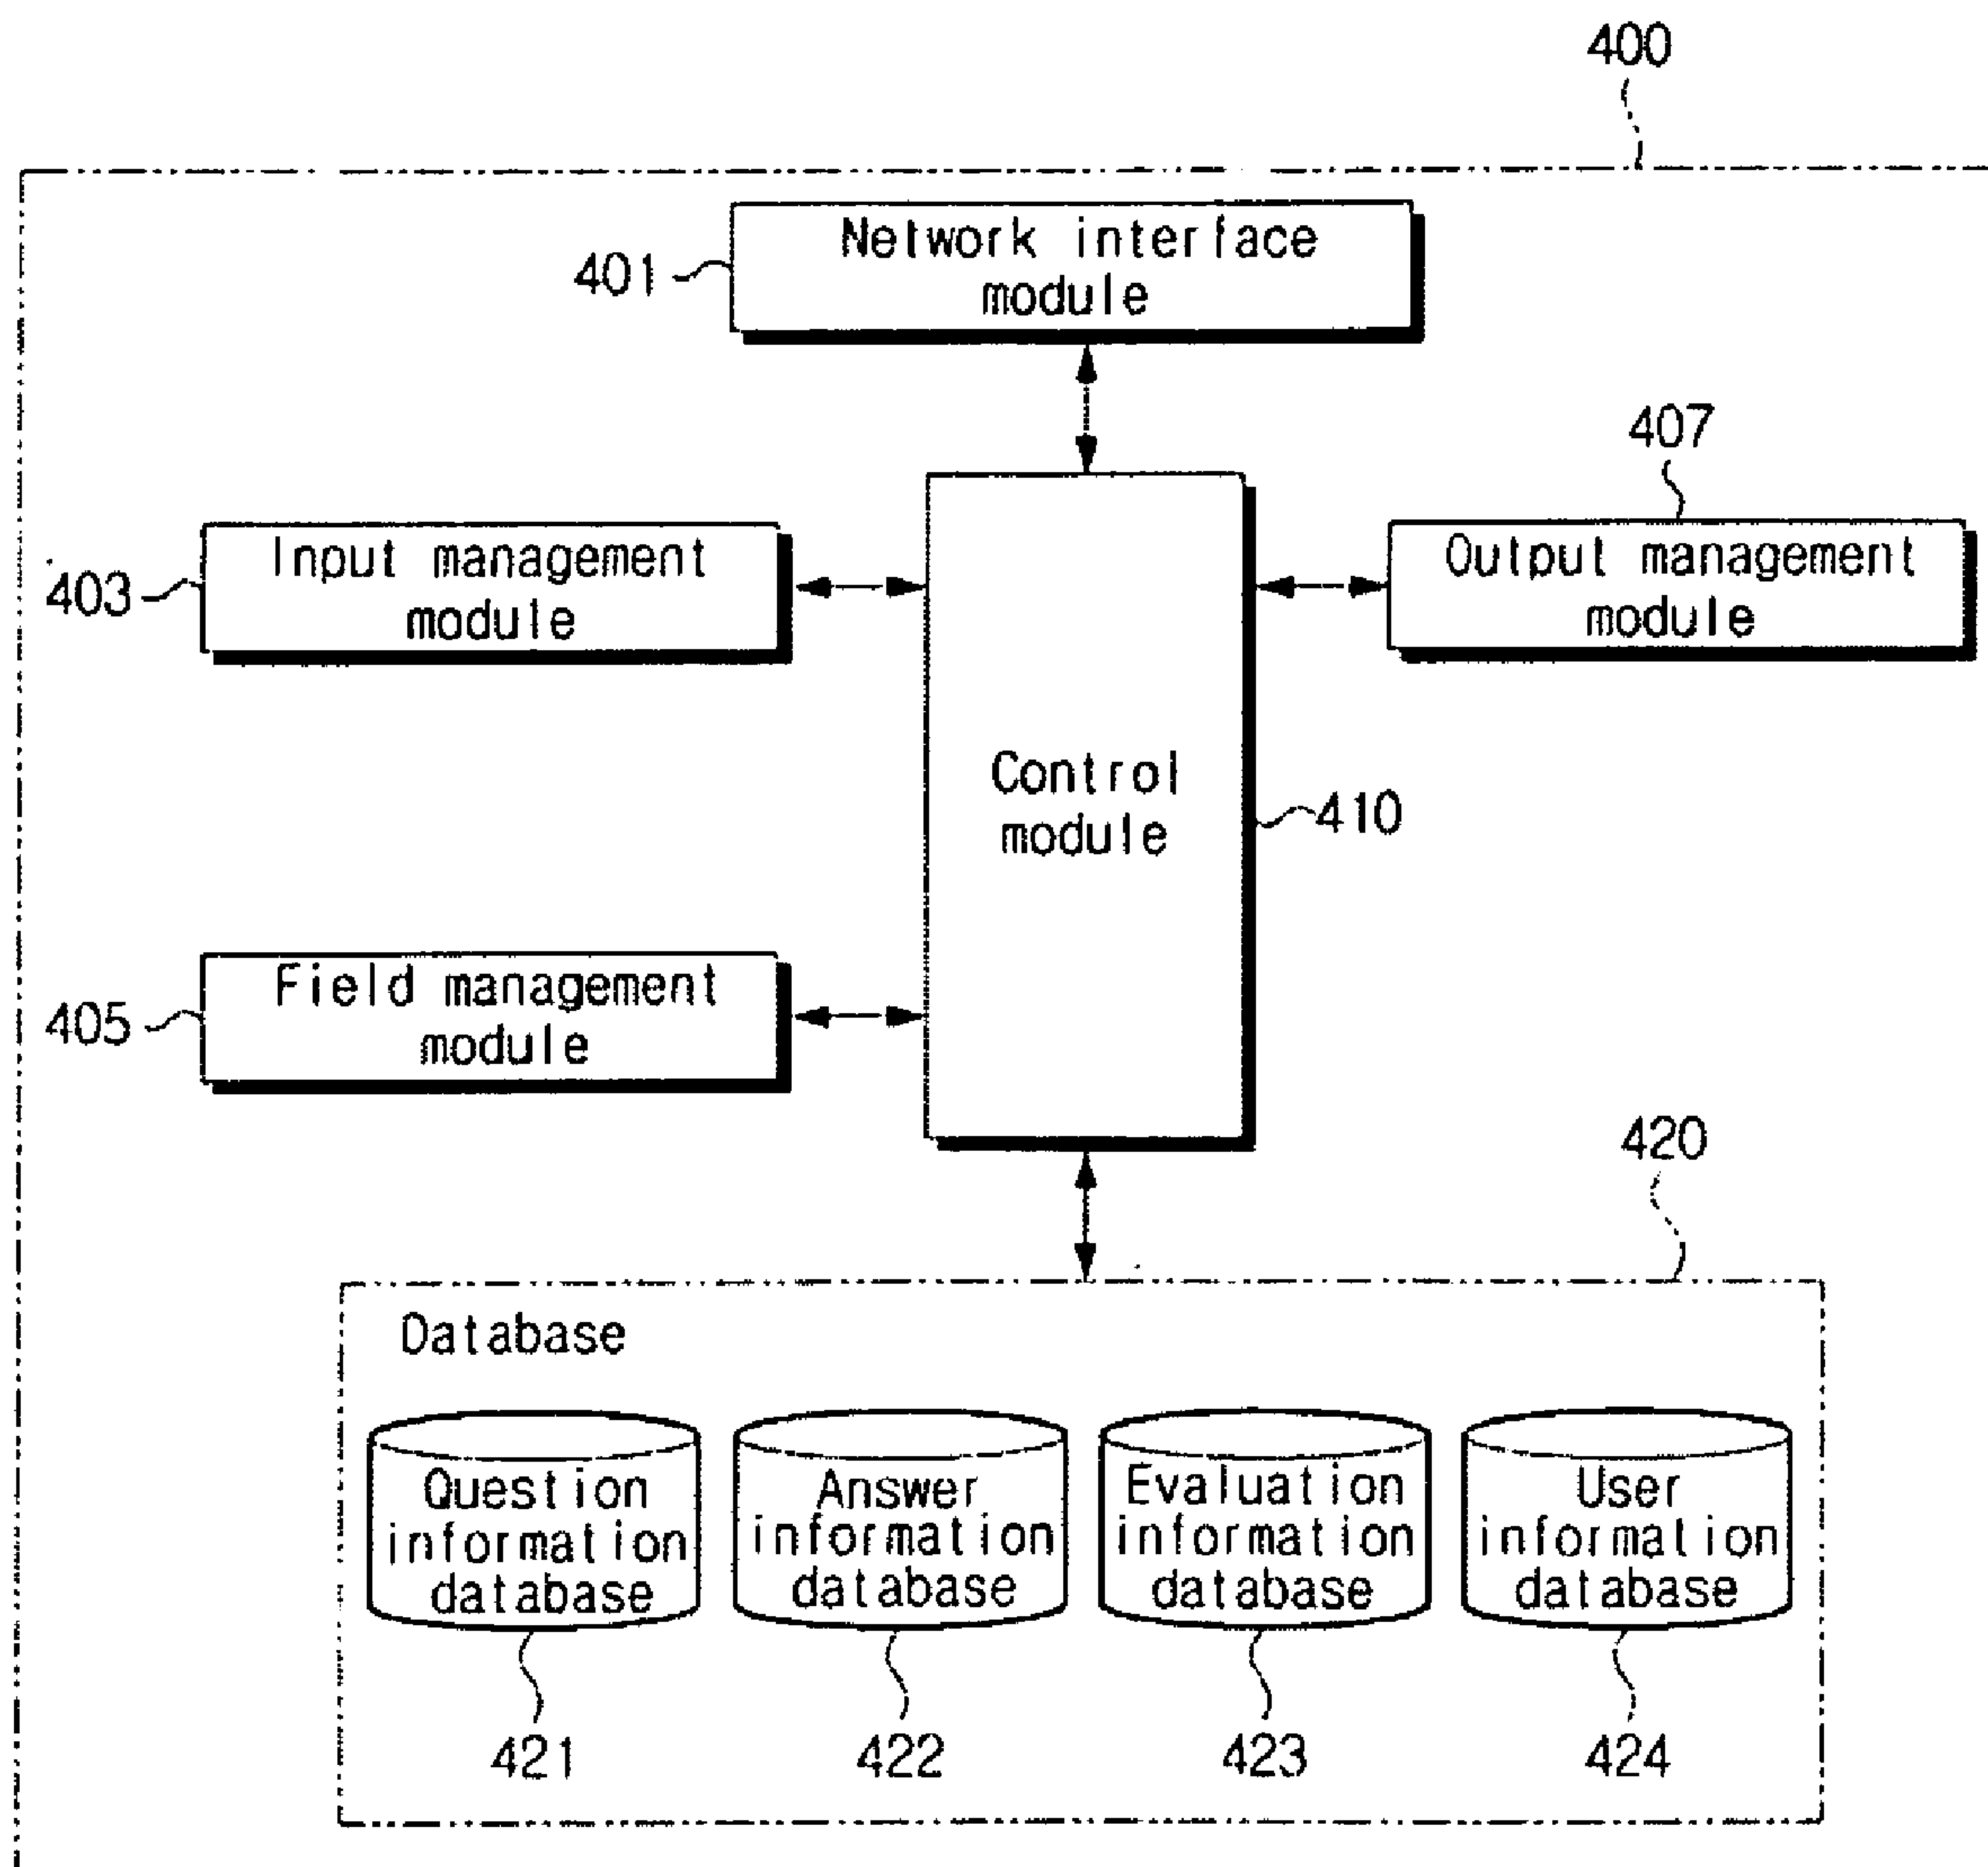 400
Network interface
module
401
407
Input management
module
403
Output management
module
Control
module
410
Field management
module
405
420
Database
Question
information
database
Answer
information
database
Evaluation
information
database
User
information
database
421
422
423
424